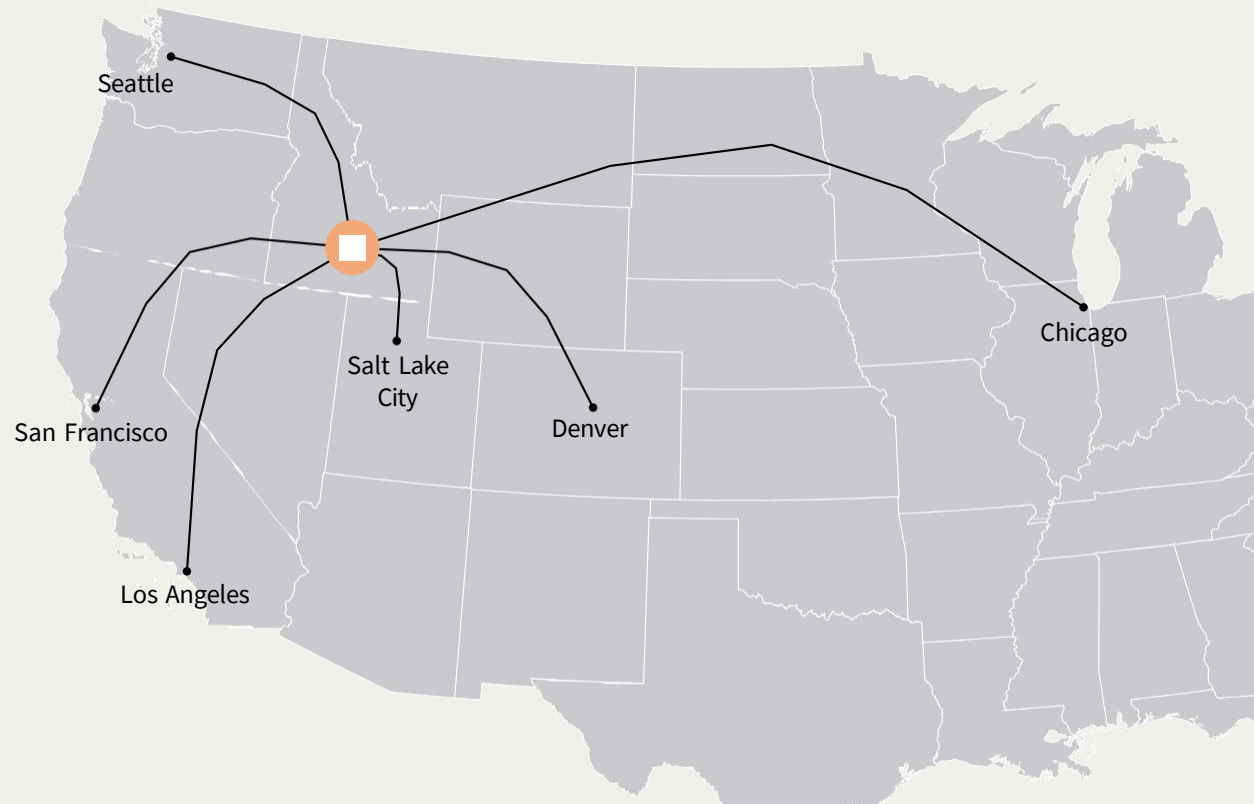 Seattle
Chicago
Salt Lake
City
Denver
San Francisco
Los Angeles